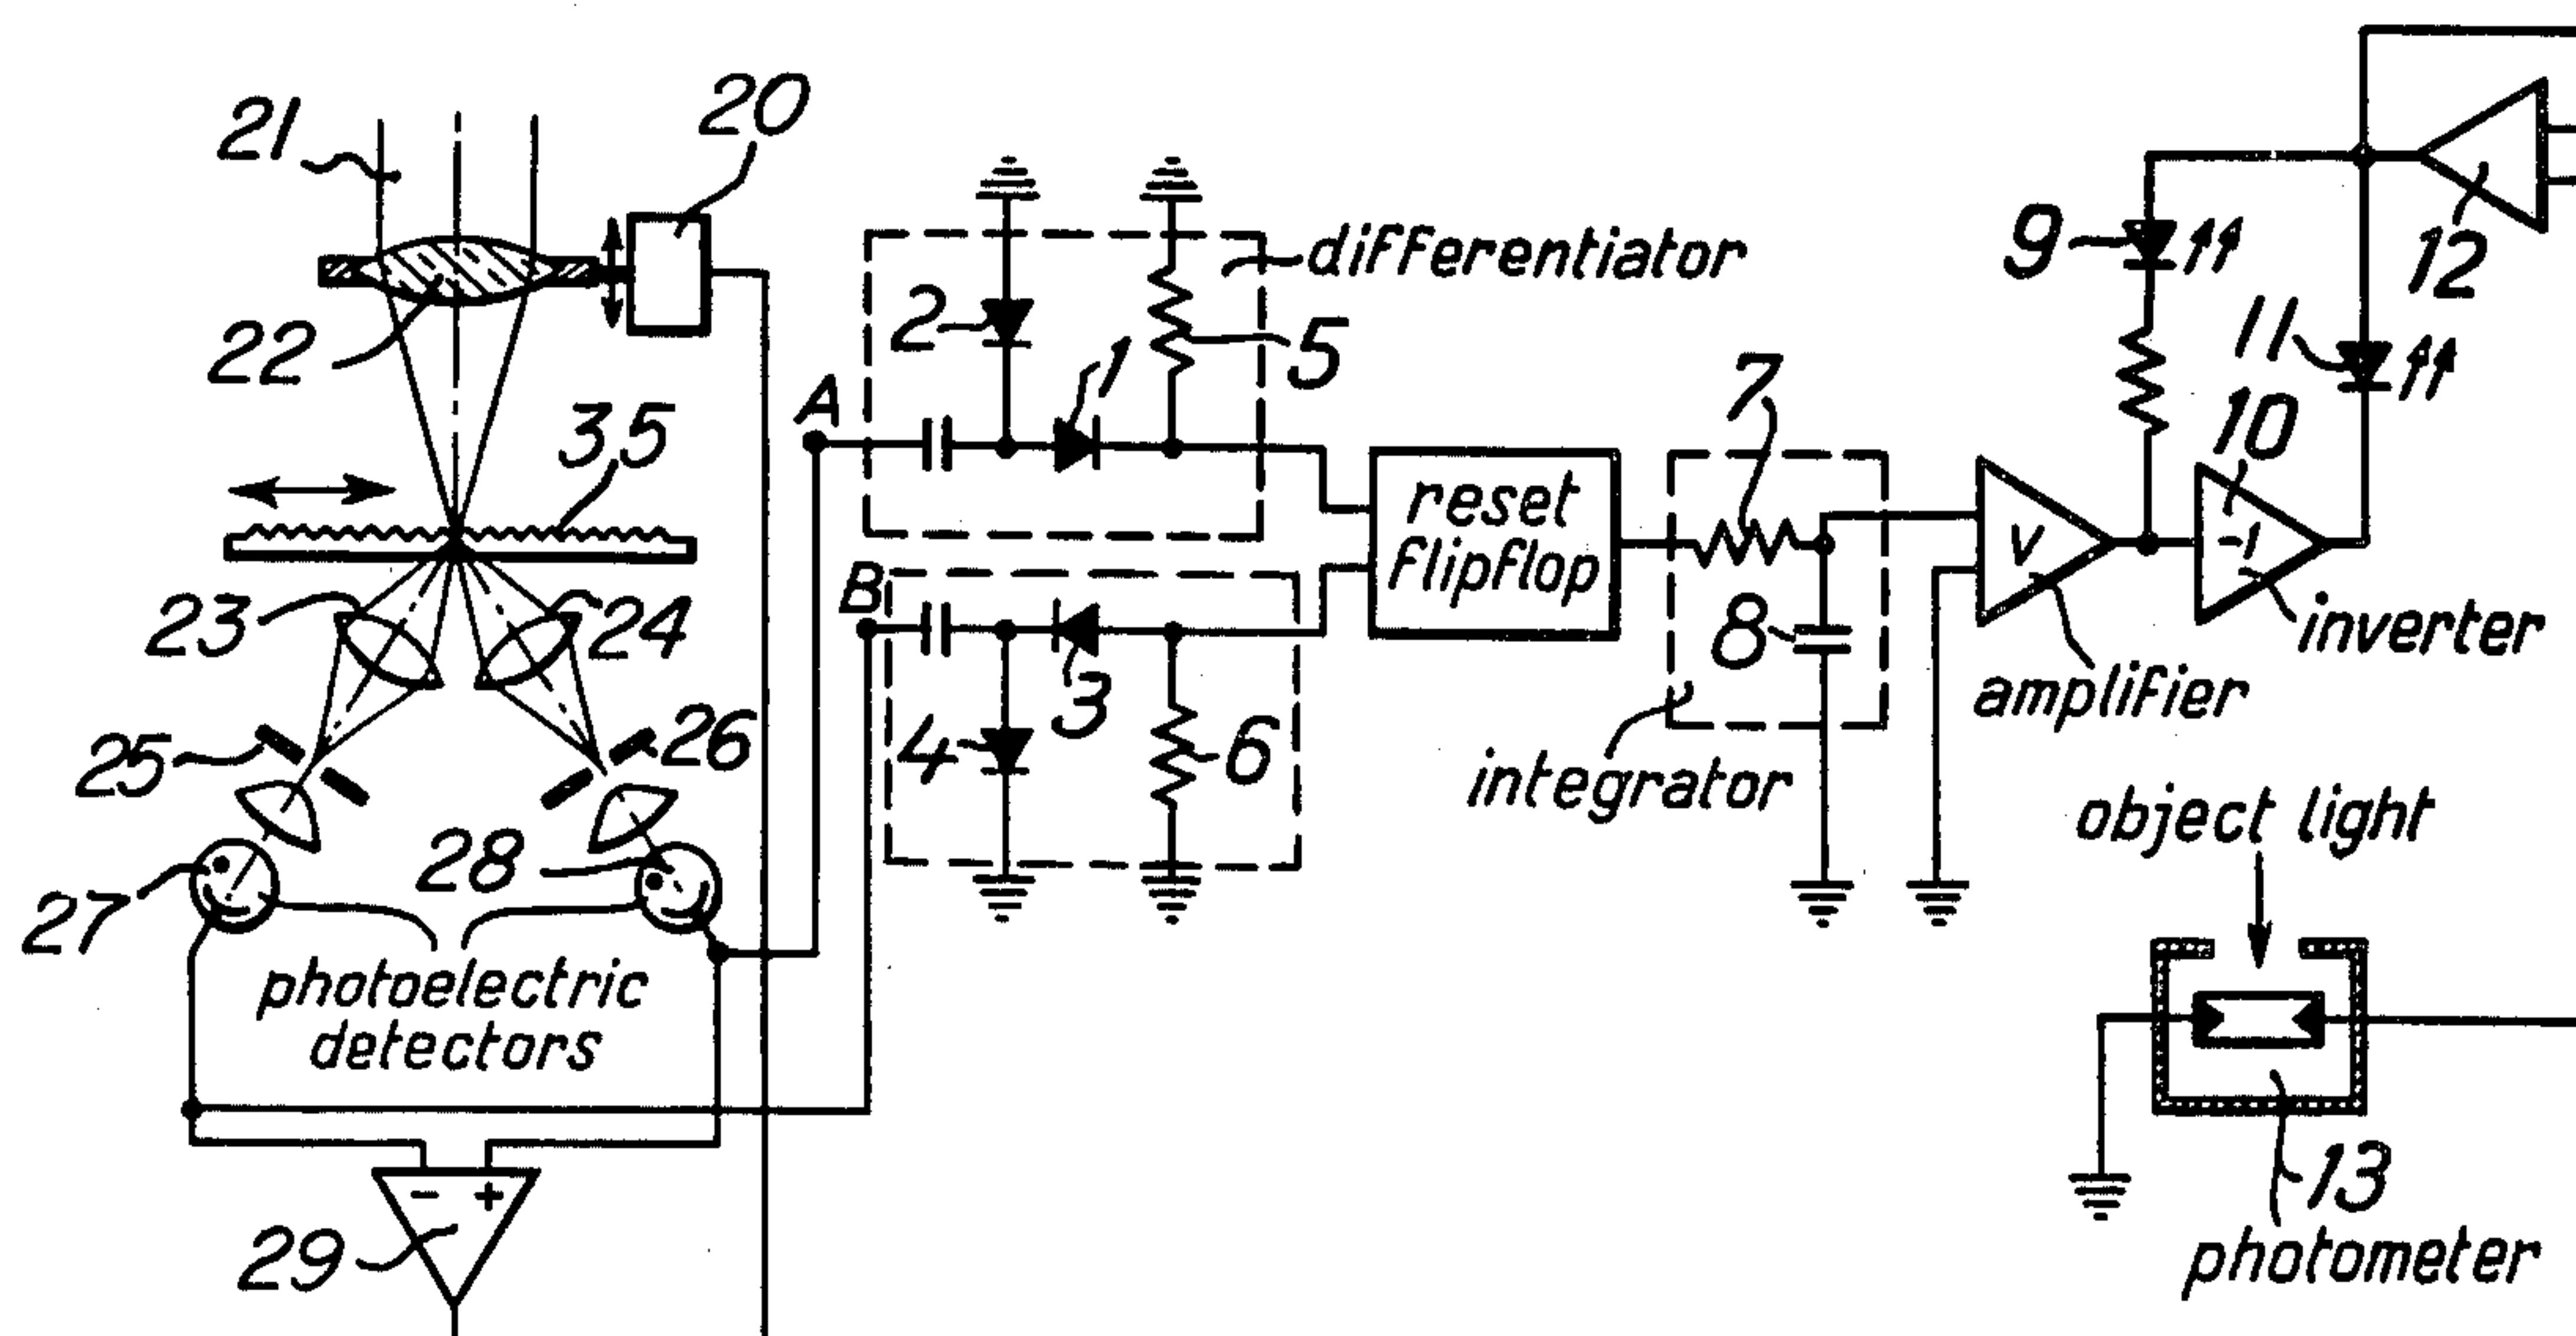 21
20
22
35
23
24
25
26
27
28
photoelectric
detectors
- +
29
A
B
2
1
5
differentiator
4
3
6
reset
flipflop
7
8
integrator
V
amplifier
-1
10
inverter
9
11
12
object light
13
photometer